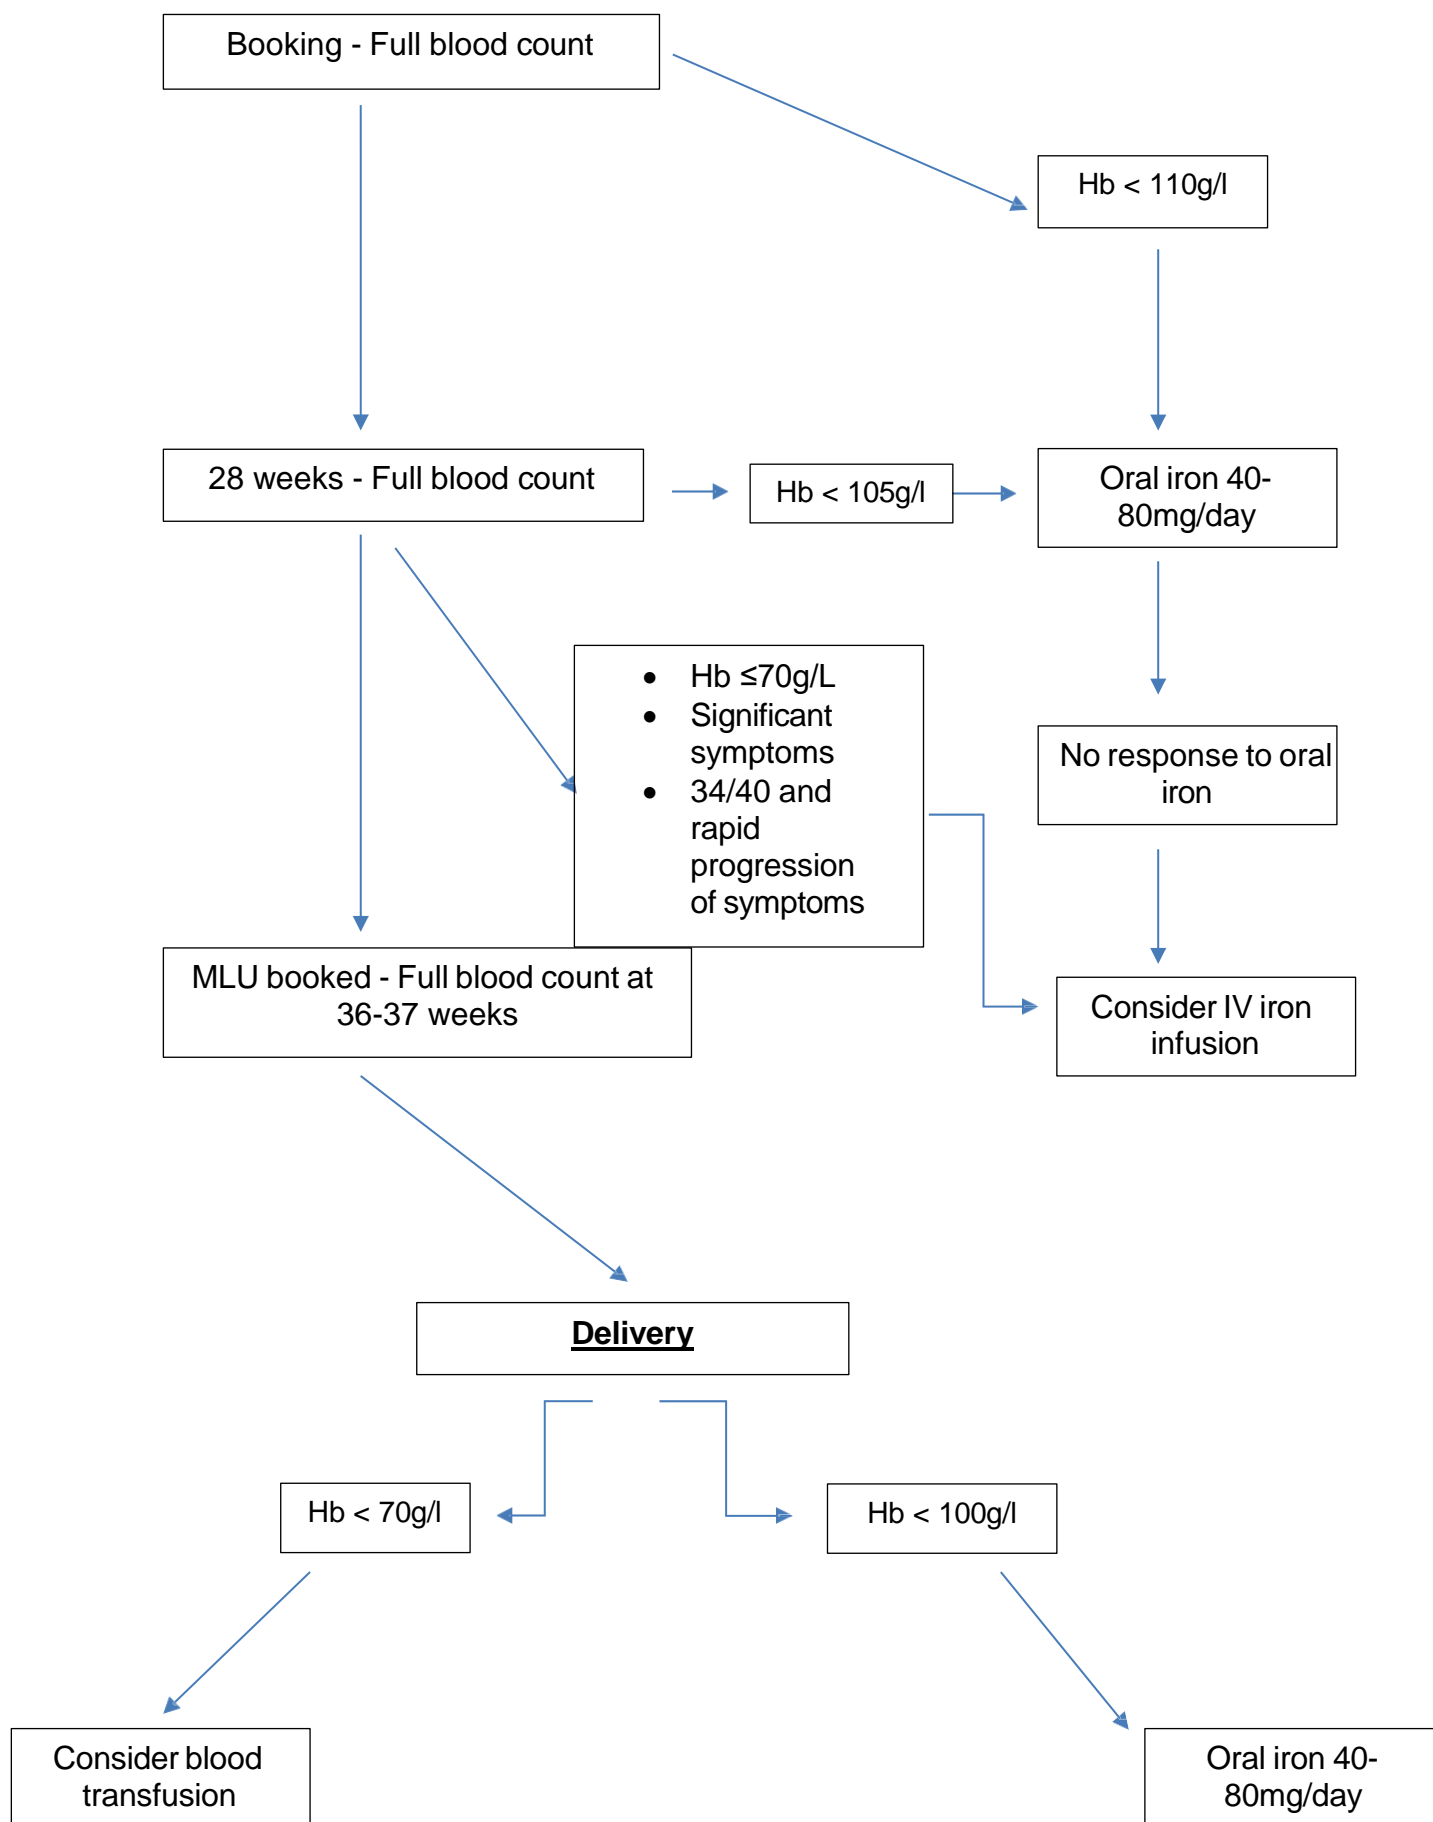 Booking - Full blood count
Hb < 110g/l
28 weeks - Full blood count
Hb < 105g/l
Oral iron 40-
80mg/day
• Hb ≤70g/L
• Significant
symptoms
• 34/40 and
rapid
progression
of symptoms
No response to oral
iron
MLU booked - Full blood count at
36-37 weeks
Consider IV iron
infusion
Delivery
Hb < 70g/l
Hb < 100g/l
Consider blood
transfusion
Oral iron 40-
80mg/day